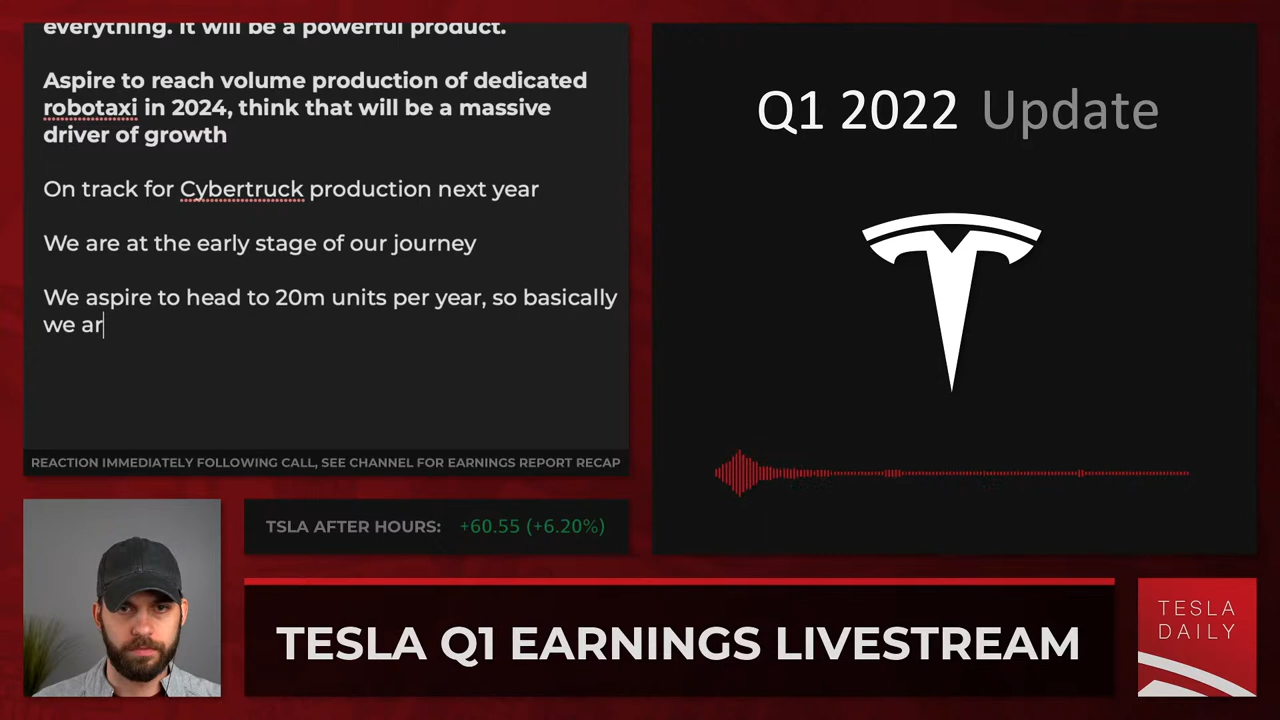 everything. It will be a powerful product.
Aspire to reach volume production of dedicated
robotaxi in 2024, think that will be a massive
driver of growth
On track for Cybertruck production next year
We are at the early stage of our journey
We aspire to head to 20m units per year, so basically
we ar
REACTION IMMEDIATELY FOLLOWING CALL, SEE CHANNEL FOR EARNINGS REPORT RECAP
Q1 2022 Update
TSLA AFTER HOURS: +60.55 (+6.20%)
TESLA Q1 EARNINGS LIVESTREAM
TESLA
DAILY